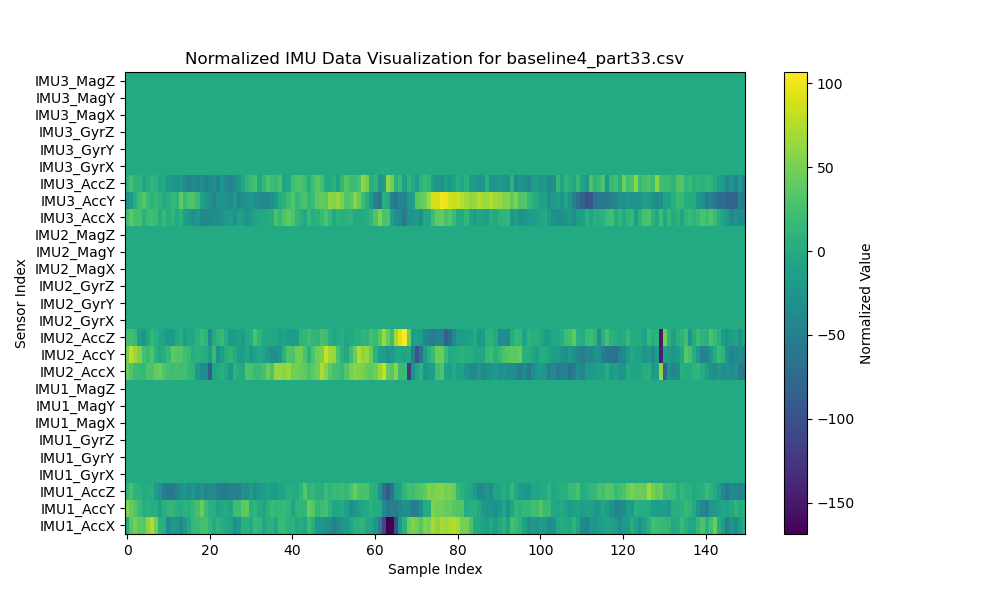 Normalized IMU Data Visualization for baseline4_part33.csv
IMU3_MagZ
IMU3_MagY
IMU3_MagX
IMU3_GyrZ
IMU3_GyrY
IMU3_GyrX
IMU3_AccZ
IMU3_AccY
IMU3_AccX
IMU2_MagZ
IMU2_MagY
IMU2_MagX
IMU2_GyrZ
IMU2_GyrY
IMU2_GyrX
IMU2_AccZ
IMU2_AccY
IMU2_AccX
IMU1_MagZ
IMU1_MagY
IMU1_MagX
IMU1_GyrZ
IMU1_GyrY
IMU1_GyrX
IMU1_AccZ
IMU1_AccY
IMU1_AccX
Sensor Index
0 20 40 60 80 100 120 140
Sample Index
100
50
0
−50
−100
−150
Normalized Value